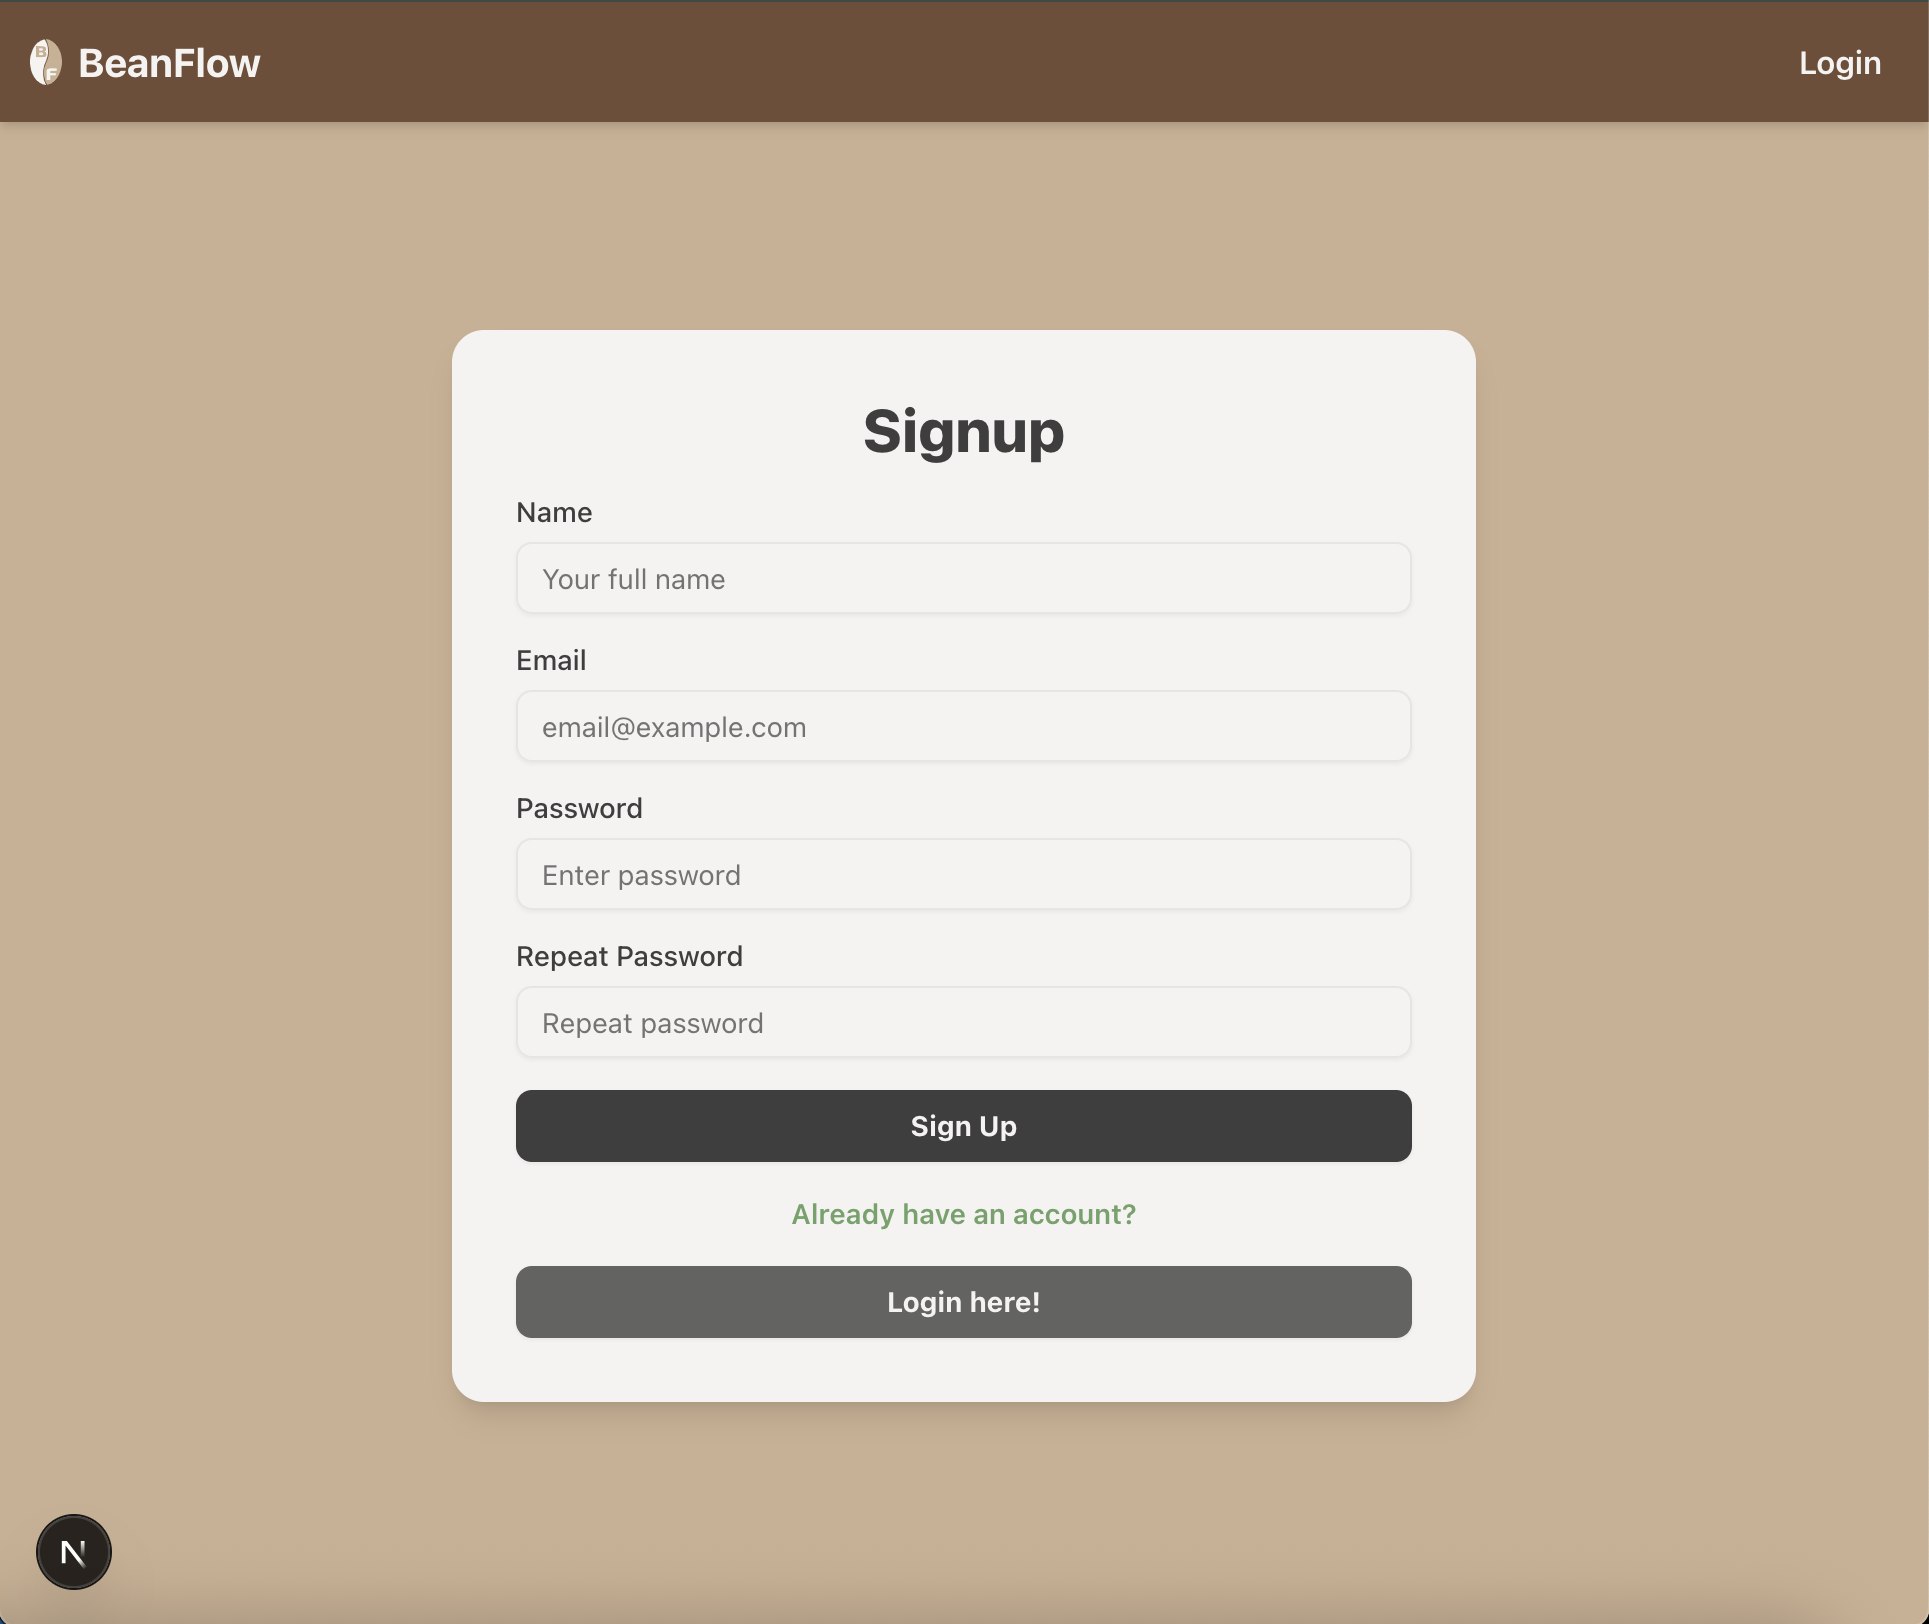 BF BeanFlow
Login
Signup
Name
Your full name
Email
email@example.com
Password
Enter password
Repeat Password
Repeat password
Sign Up
Already have an account?
Login here!
N